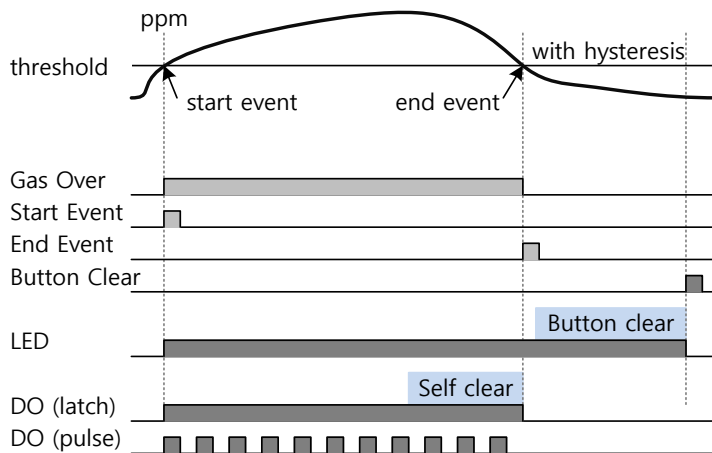 ppm
threshold
with hysteresis
start event
end event
Gas Over
Start Event
End Event
Button Clear
Button clear
LED
Self clear
DO (latch)
DO (pulse)